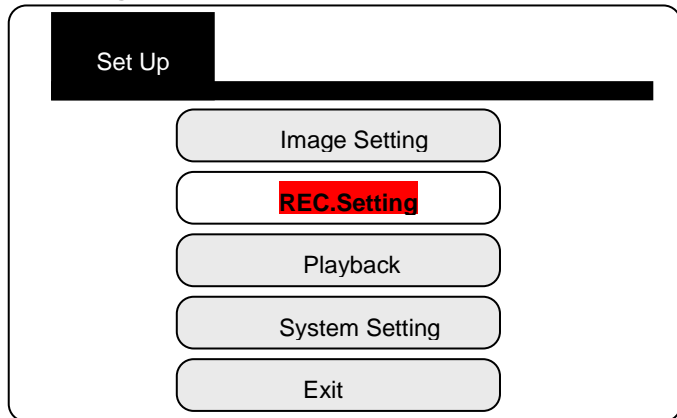 Set Up
Image Setting
REC.Setting
Playback
System Setting
Exit